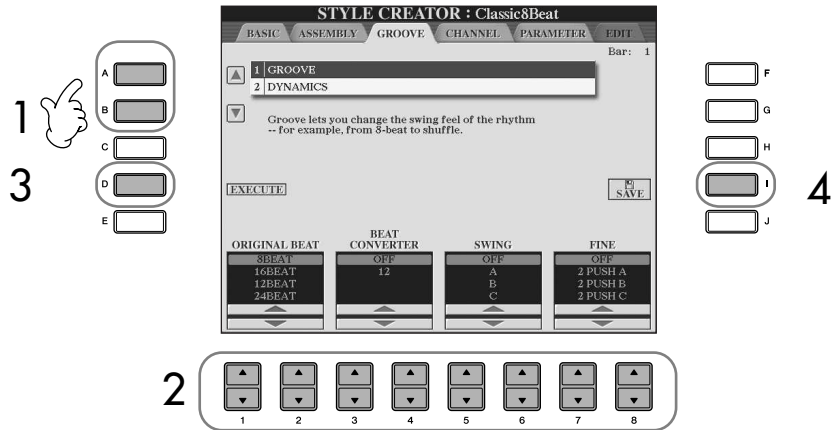 STYLE CREATOR : Classic8Beat
BASIC ASSEMBLY GROOVE CHANNEL PARAMETER EDIT
Bar: 1
1 GROOVE
2 DYNAMICS
Groove lets you change the swing feel of the rhythm
-- for example, from 8-beat to shuffle.
EXECUTE
SAVE
ORIGINAL BEAT
8BEAT
16BEAT
12BEAT
24BEAT
BEAT
CONVERTER
OFF
12
SWING
OFF
A
B
C
FINE
OFF
2 PUSH A
2 PUSH B
2 PUSH C
A
B
C
D
E
F
G
H
I
J
1
3
4
2
1 2 3 4 5 6 7 8